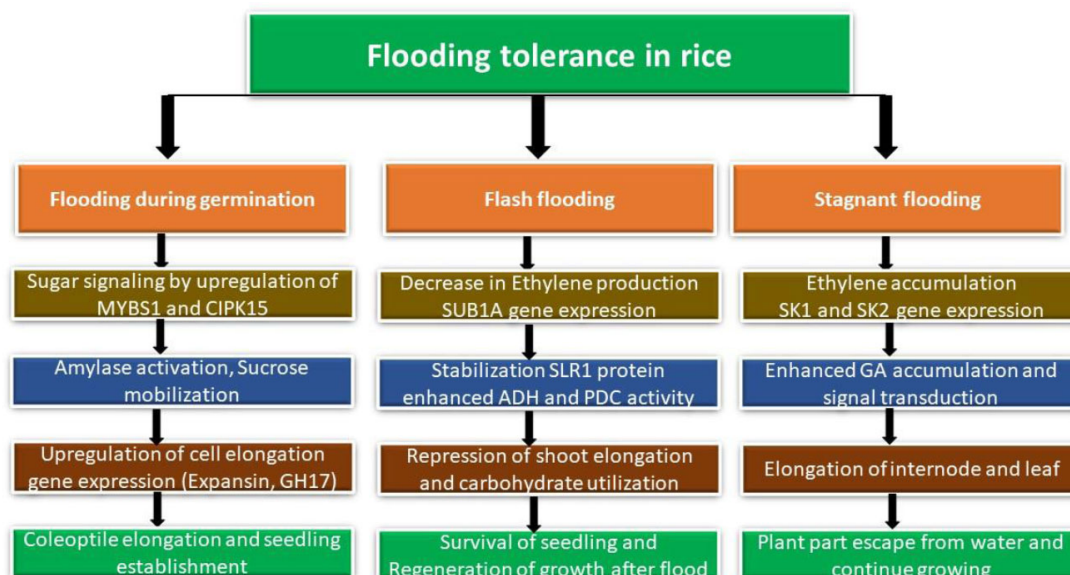 Flooding tolerance in rice
Flooding during germination
Sugar signaling by upregulation of
MYBS1 and CIPK15
Amylase activation, Sucrose
mobilization
Upregulation of cell elongation
gene expression (Expansin, GH17)
Coleoptile elongation and seedling
establishment
Flash flooding
Decrease in Ethylene production
SUB1A gene expression
Stabilization SLR1 protein
enhanced ADH and PDC activity
Repression of shoot elongation
and carbohydrate utilization
Survival of seedling and
Regeneration of growth after flood
Stagnant flooding
Ethylene accumulation
SK1 and SK2 gene expression
Enhanced GA accumulation and
signal transduction
Elongation of internode and leaf
Plant part escape from water and
continue growing